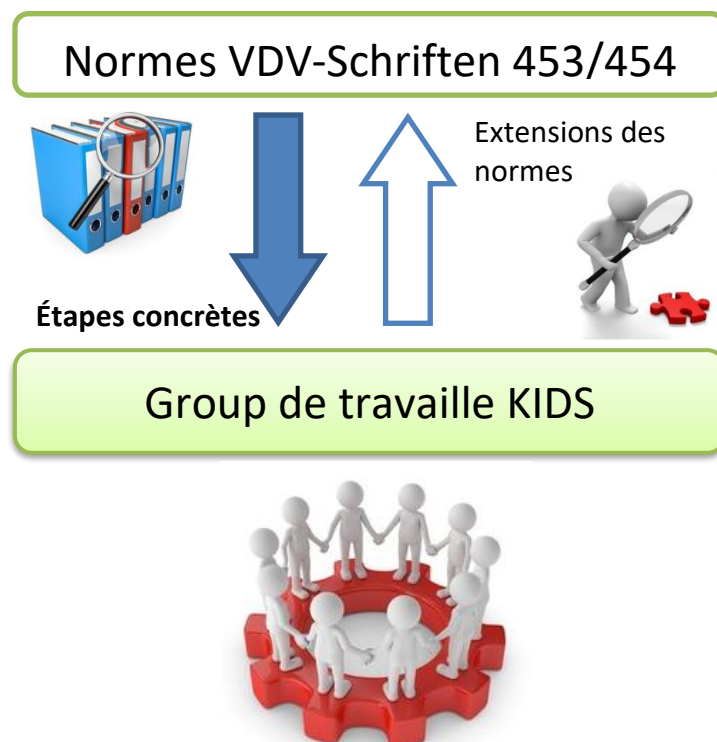 Normes VDV-Schriften 453/454
Extensions des
normes
Étapes concrètes
Group de travaille KIDS